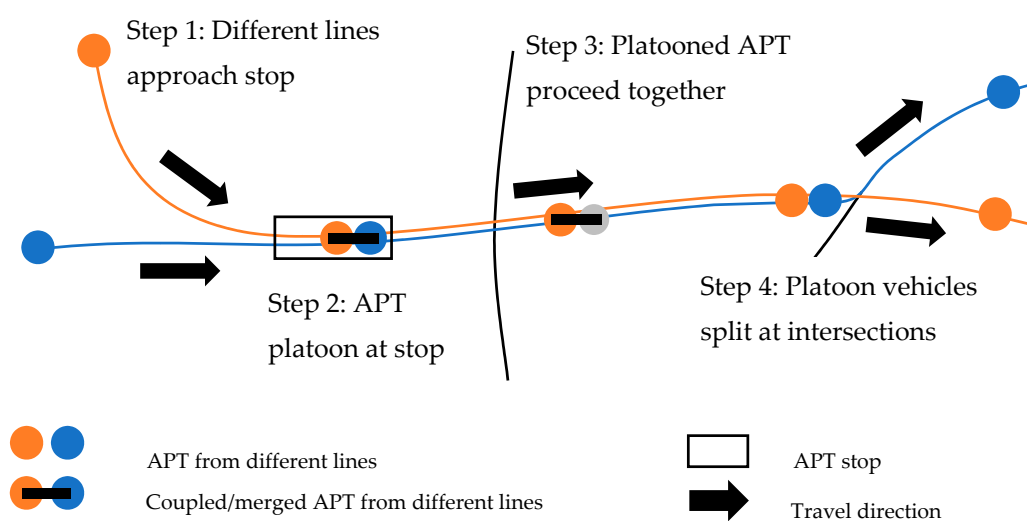 Step 1: Different lines
approach stop
Step 3: Platooned APT
proceed together
Step 2: APT
platoon at stop
Step 4: Platoon vehicles
split at intersections
APT from different lines
Coupled/merged APT from different lines
APT stop
Travel direction